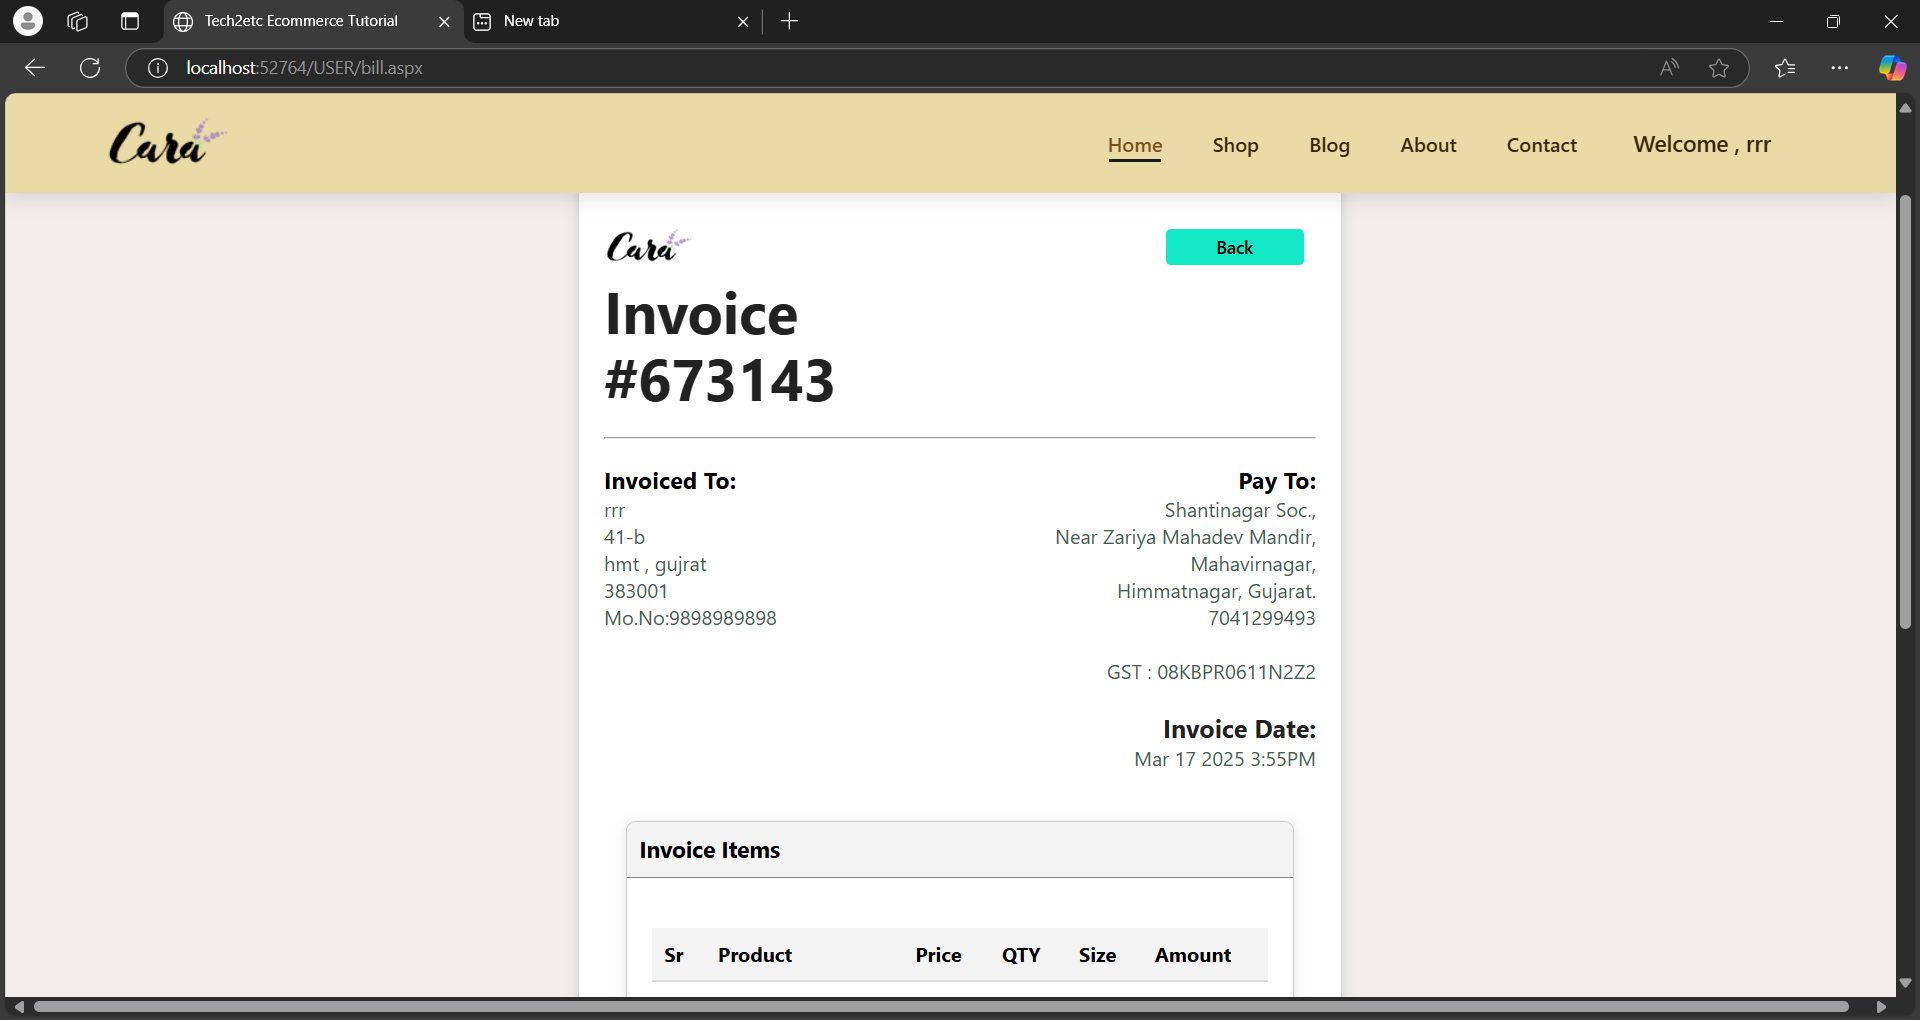 Tech2etc Ecommerce Tutorial
New tab
localhost:52764/USER/bill.aspx
Cara
Home Shop Blog About Contact Welcome , rrr
Cara
Back
Invoice
#673143
Invoiced To:
rrr
41-b
hmt , gujrat
383001
Mo.No:9898989898
Pay To:
Shantinagar Soc.,
Near Zariya Mahadev Mandir,
Mahavirnagar,
Himmatnagar, Gujarat.
7041299493
GST : 08KBPR0611N2Z2
Invoice Date:
Mar 17 2025 3:55PM
Invoice Items
Sr Product Price QTY Size Amount